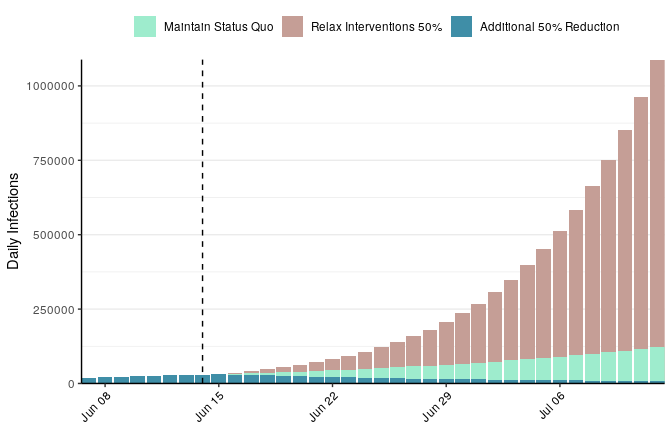 Maintain Status Quo Relax Interventions 50% Additional 50% Reduction
1000000
750000
500000
250000
0
Daily Infections
Jun 08 Jun 15 Jun 22 Jun 29 Jul 06